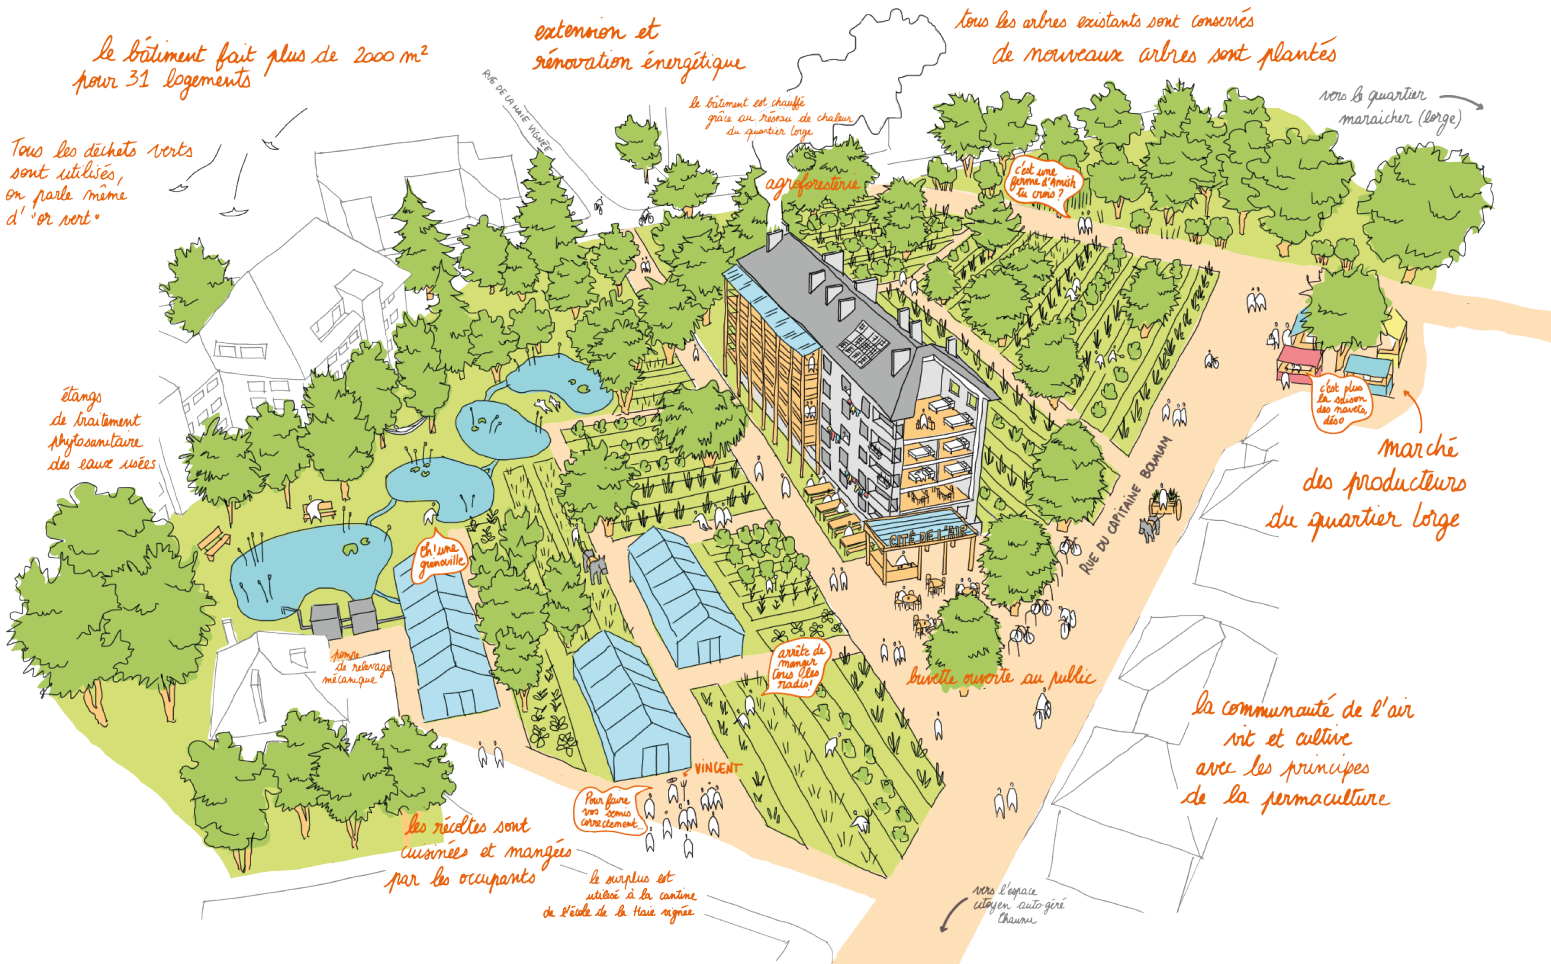 le bâtiment fait plus de 2000 m²
pour 31 logements
extension et
rénovation énergétique
tous les arbres existants sont conservés
de nouveaux arbres sont plantés
RUE DE LA HAIE VIGNÉE
le bâtiment est chauffé
grâce au réseau de chaleur
du quartier lorge
vers le quartier
maraicher (lorge)
Tous les déchets verts
sont utilisés,
on parle même
d' "or vert"
agroforesterie
c'est une
ferme d'Amish
tu crois ?
étangs
de traitement
phytosanitaire
des eaux usées
c'est plus
la saison
des navets,
déso
marché
des producteurs
du quartier lorge
RUE DU CAPITAINE BOUALAM
CITÉ DE L'AIR
Eh ! une
grenouille
pompe
de relevage
mécanique
arrête de
manger
tous les
radis !
buvette ouverte au public
la communauté de l'air
vit et cultive
avec les principes
de la permaculture
VINCENT
Pour faire
vos semis
correctement...
les récoltes sont
cuisinées et mangées
par les occupants
le surplus est
utilisé à la cantine
de l'école de la Haie vignée
vers l'espace
citoyen auto-géré
Chaunu